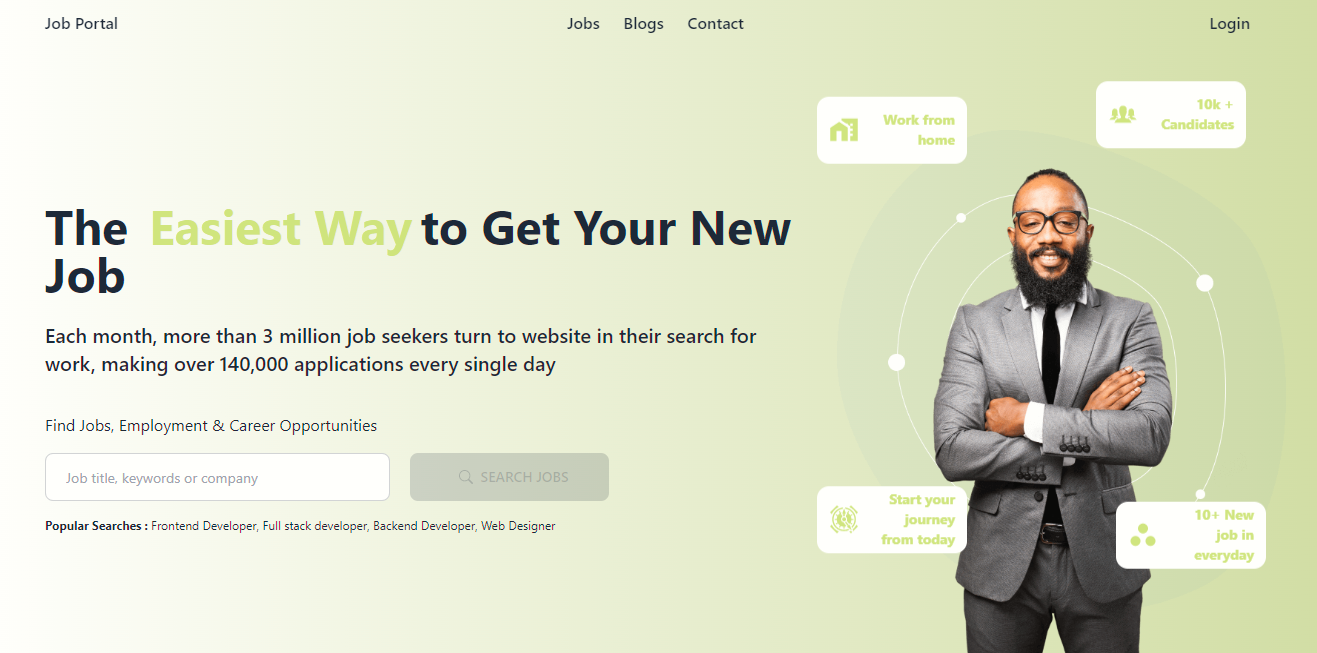 Job Portal
Jobs
Blogs
Contact
Login
Work from
home
10k +
Candidates
The Easiest Way to Get Your New
Job
Each month, more than 3 million job seekers turn to website in their search for
work, making over 140,000 applications every single day
Find Jobs, Employment & Career Opportunities
Job title, keywords or company
SEARCH JOBS
Popular Searches : Frontend Developer, Full stack developer, Backend Developer, Web Designer
Start your
journey
from today
10+ New
job in
everyday